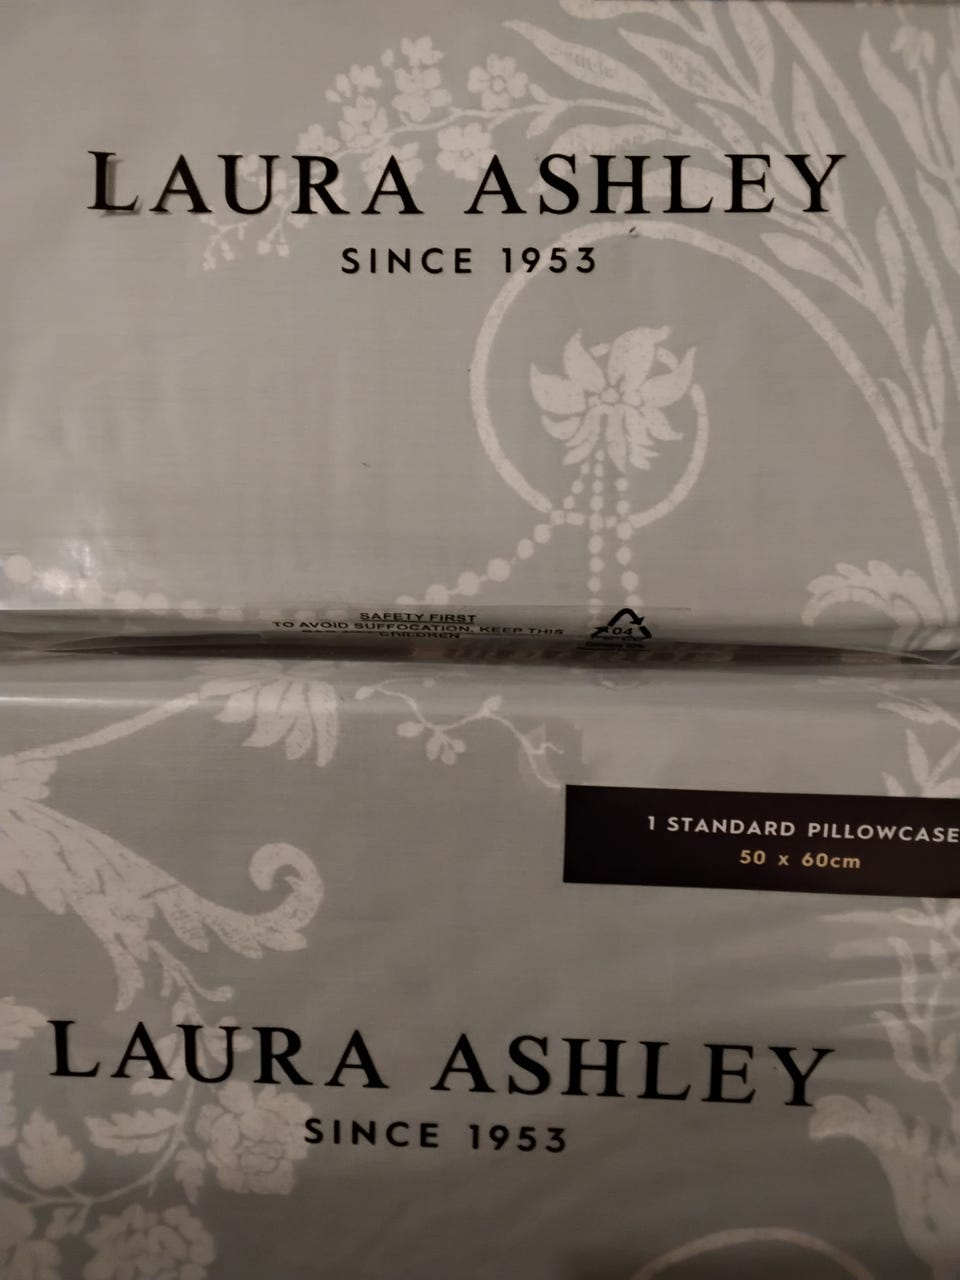 LAURA ASHLEY
SINCE 1953
SAFETY FIRST
TO AVOID SUFFOCATION, KEEP THIS
CHILDREN
04
1 STANDARD PILLOWCASE
50 x 60cm
LAURA ASHLEY
SINCE 1953